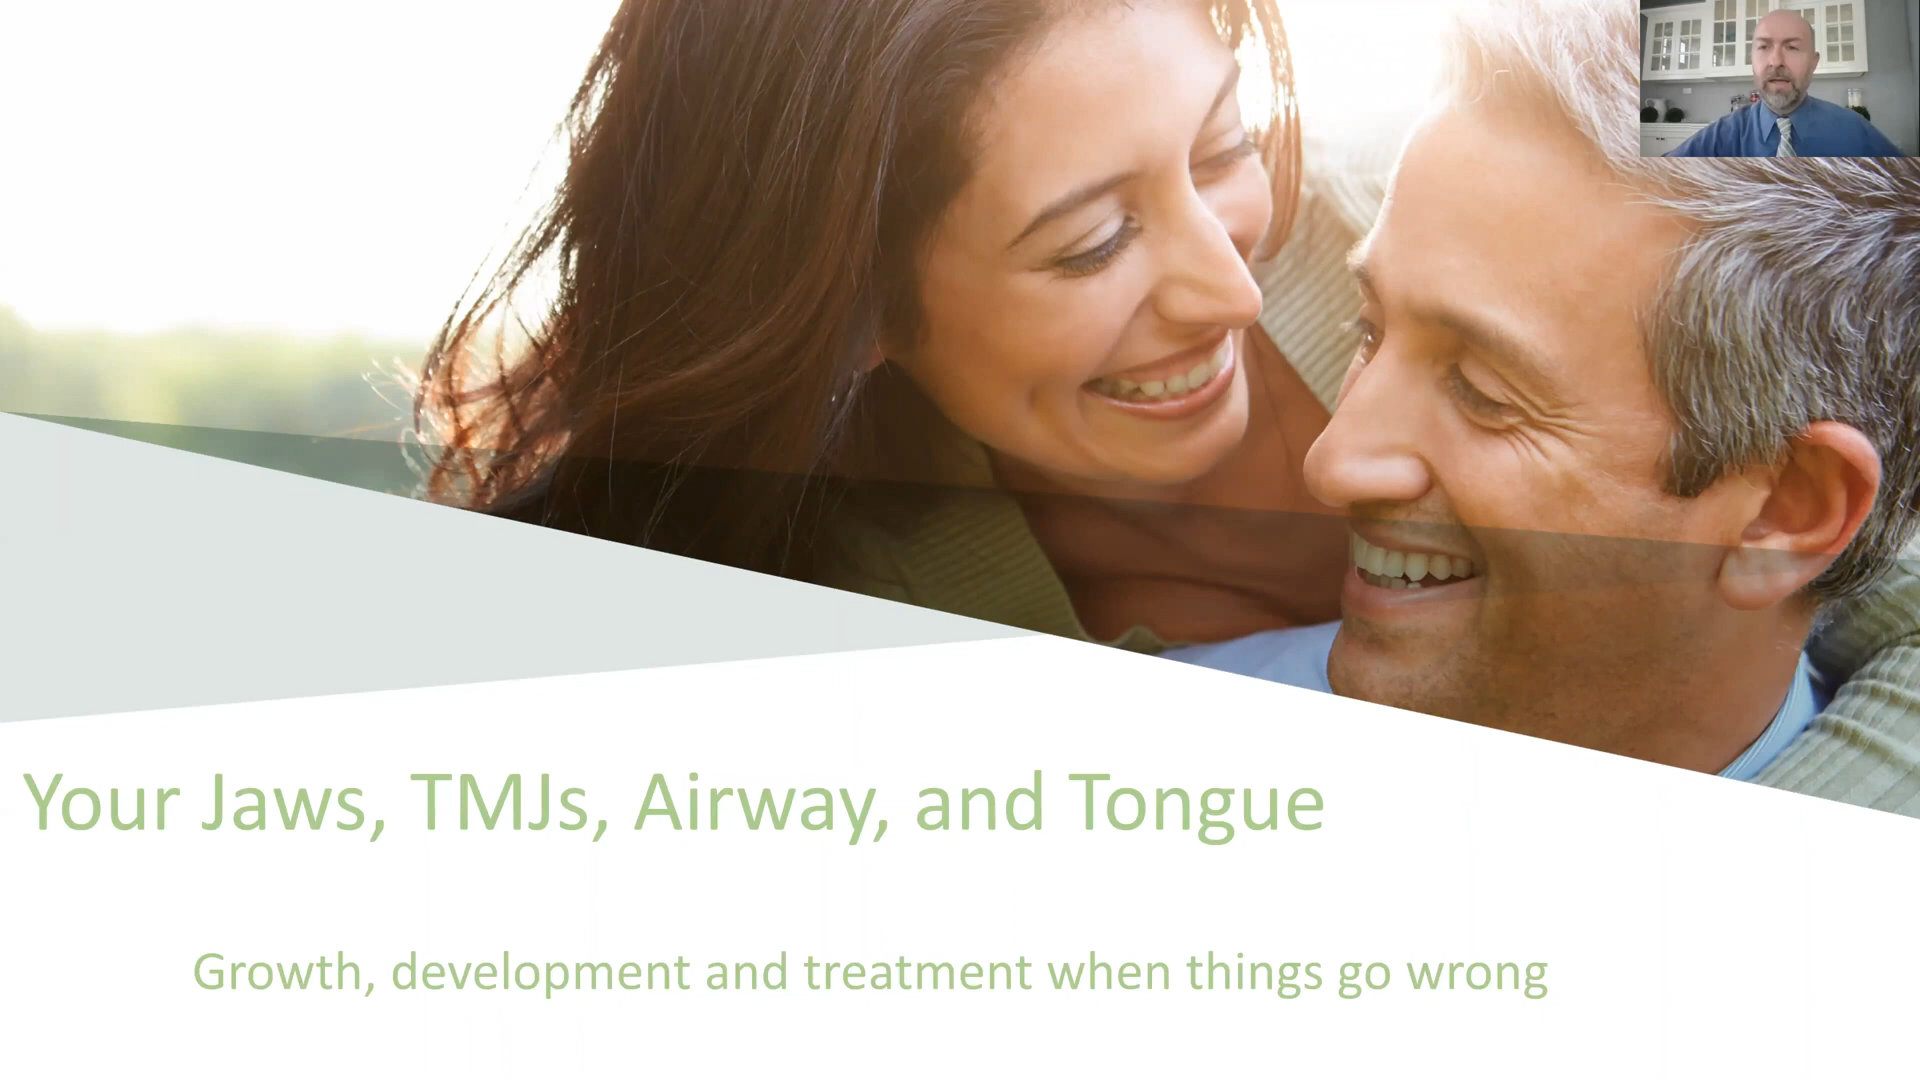 Your Jaws, TMJs, Airway, and Tongue
Growth, development and treatment when things go wrong